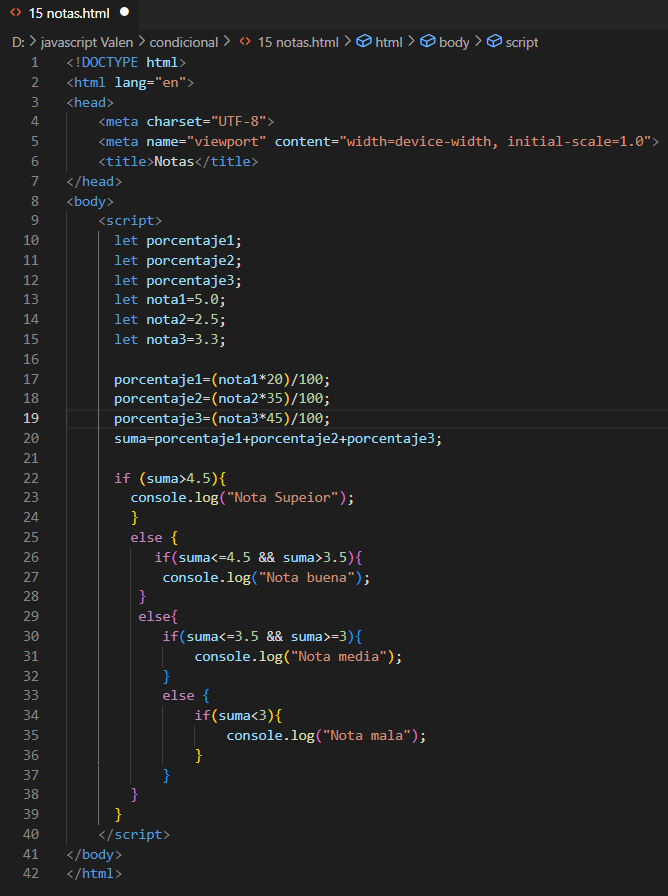 15 notas.html
D: > javascript Valen > condicional > 15 notas.html > html > body > script
1 <!DOCTYPE html>
2 <html lang="en">
3 <head>
4     <meta charset="UTF-8">
5     <meta name="viewport" content="width=device-width, initial-scale=1.0">
6     <title>Notas</title>
7 </head>
8 <body>
9     <script>
10       let porcentaje1;
11       let porcentaje2;
12       let porcentaje3;
13       let nota1=5.0;
14       let nota2=2.5;
15       let nota3=3.3;
16
17       porcentaje1=(nota1*20)/100;
18       porcentaje2=(nota2*35)/100;
19       porcentaje3=(nota3*45)/100;
20       suma=porcentaje1+porcentaje2+porcentaje3;
21
22       if (suma>4.5){
23         console.log("Nota Supeior");
24         }
25         else {
26            if(suma<=4.5 && suma>3.5){
27             console.log("Nota buena");
28          }
29          else{
30             if(suma<=3.5 && suma>=3){
31                 console.log("Nota media");
32             }
33             else {
34                 if(suma<3){
35                     console.log("Nota mala");
36                 }
37             }
38         }
39       }
40     </script>
41 </body>
42 </html>